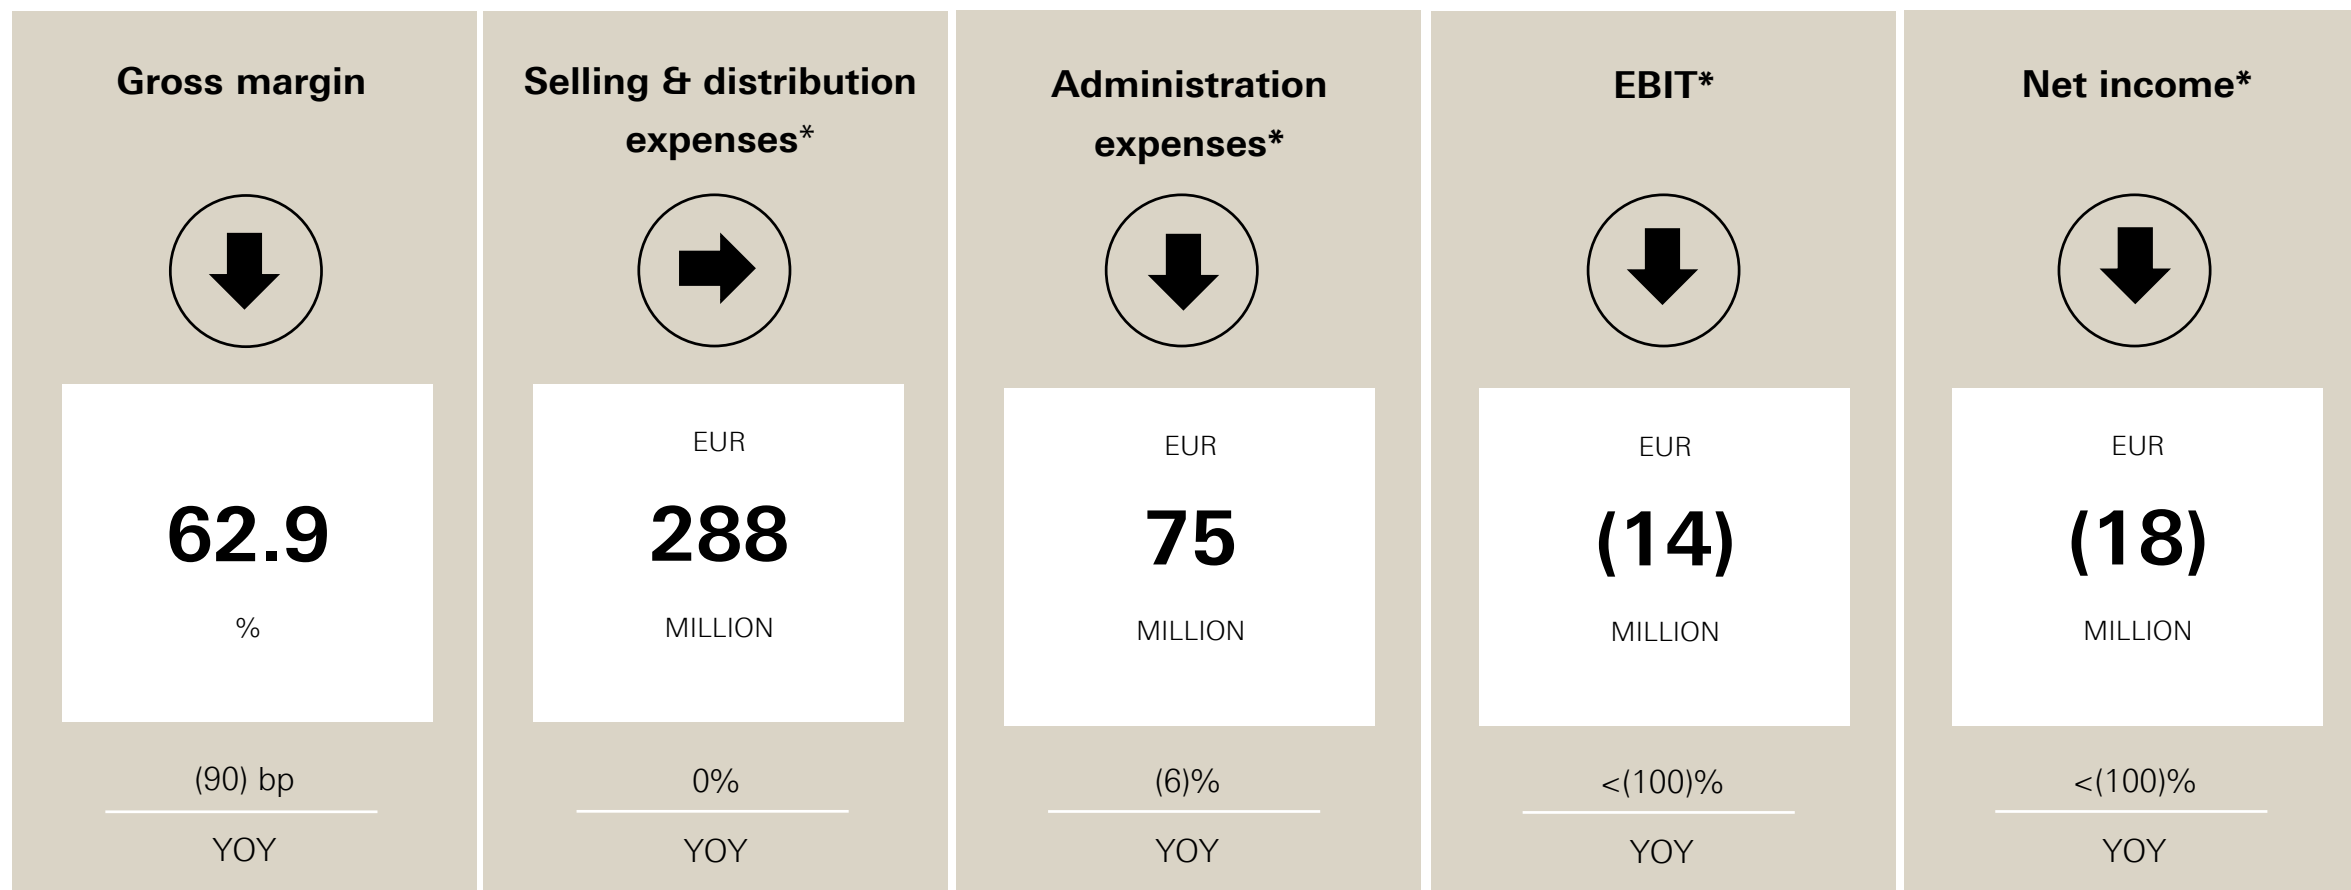 Gross margin
62.9
%
(90) bp
YOY
Selling & distribution
expenses*
EUR
288
MILLION
0%
YOY
Administration
expenses*
EUR
75
MILLION
(6)%
YOY
EBIT*
EUR
(14)
MILLION
<(100)%
YOY
Net income*
EUR
(18)
MILLION
<(100)%
YOY